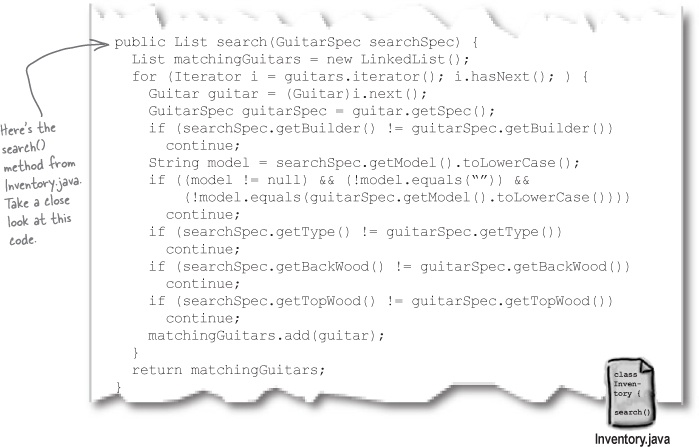 public List search(GuitarSpec searchSpec) {
List matchingGuitars = new LinkedList();
for (Iterator i = guitars.iterator(); i.hasNext(); ) {
Guitar guitar = (Guitar)i.next();
GuitarSpec guitarSpec = guitar.getSpec();
if (searchSpec.getBuilder() != guitarSpec.getBuilder())
continue;
String model = searchSpec.getModel().toLowerCase();
if ((model != null) && (!model.equals(“”)) &&
(!model.equals(guitarSpec.getModel().toLowerCase())))
continue;
if (searchSpec.getType() != guitarSpec.getType())
continue;
if (searchSpec.getBackWood() != guitarSpec.getBackWood())
continue;
if (searchSpec.getTopWood() != guitarSpec.getTopWood())
continue;
matchingGuitars.add(guitar);
}
return matchingGuitars;
}
Here's the
search()
method from
Inventory.java.
Take a close
look at this
code.
class
Inven-
tory {
search()
Inventory.java